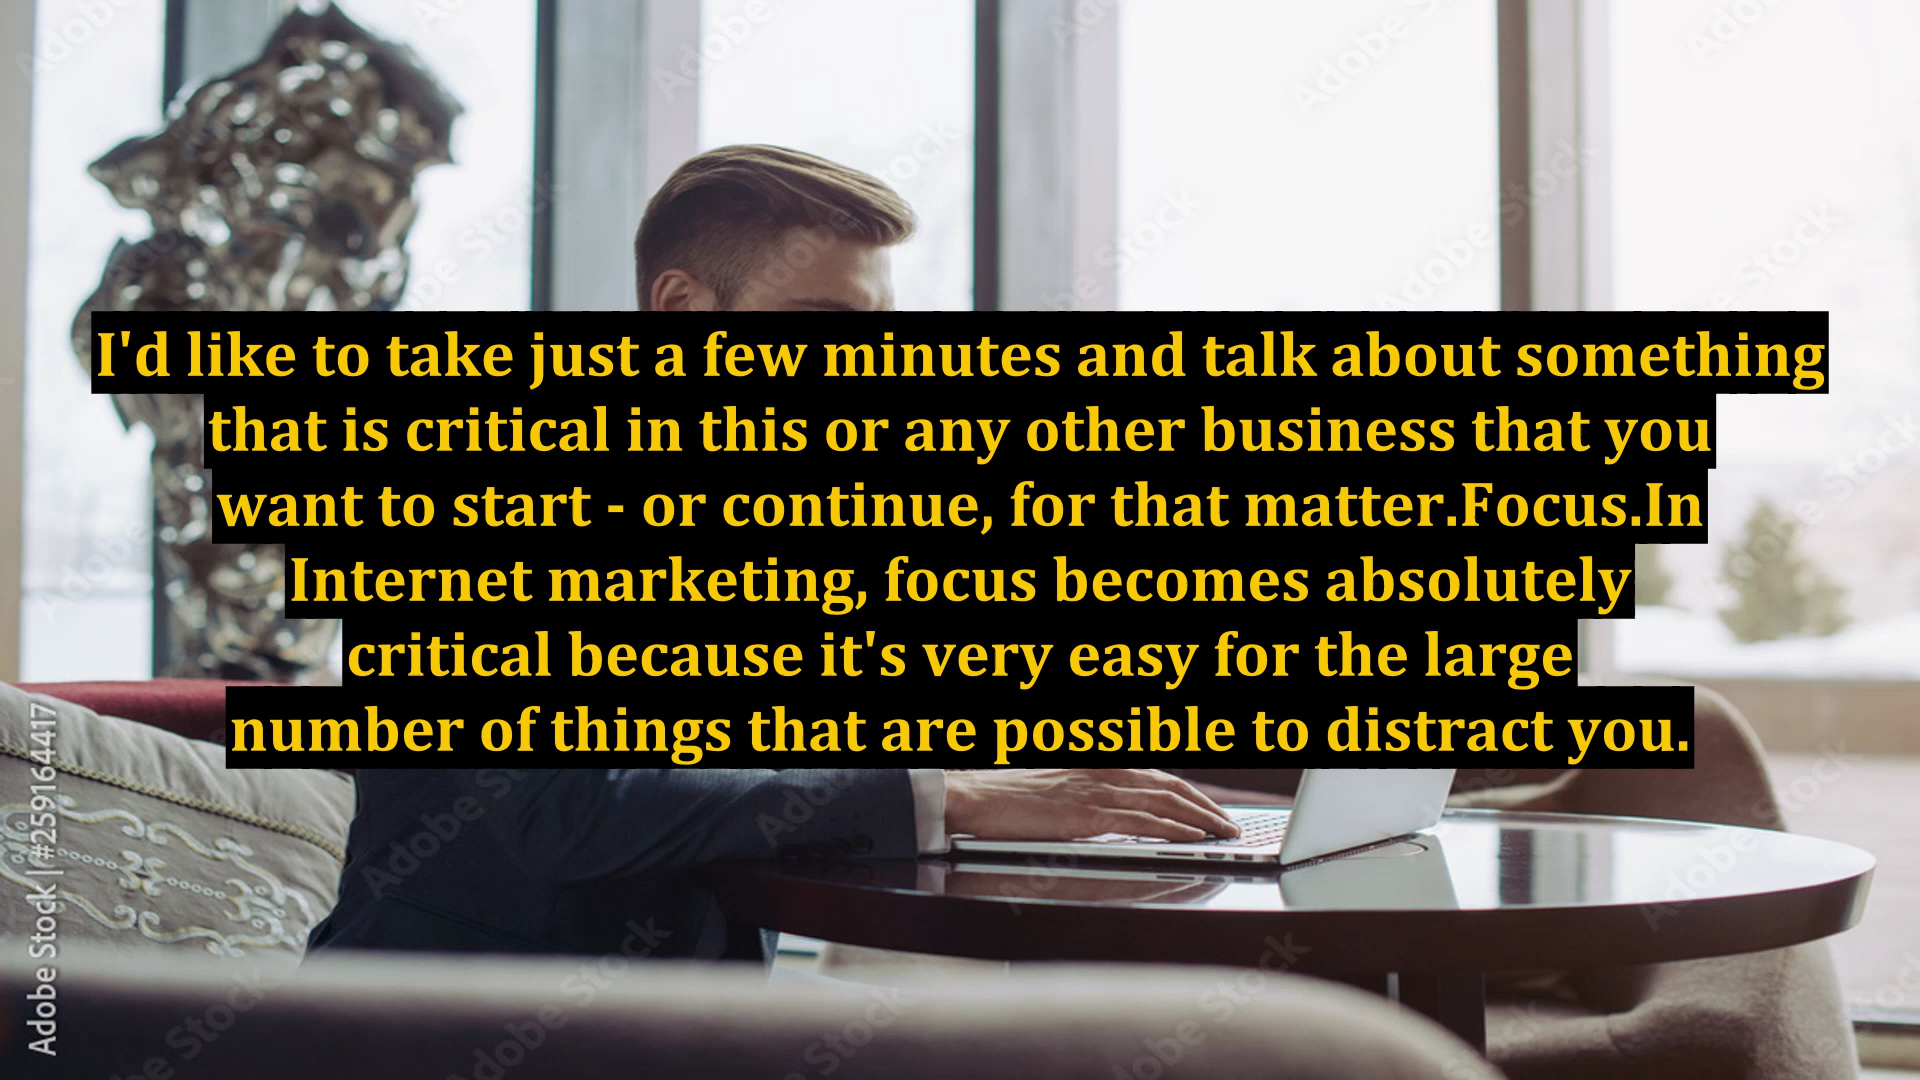 I'd like to take just a few minutes and talk about something
that is critical in this or any other business that you
want to start - or continue, for that matter.Focus.In
Internet marketing, focus becomes absolutely
critical because it's very easy for the large
number of things that are possible to distract you.
Adobe Stock | #259164417